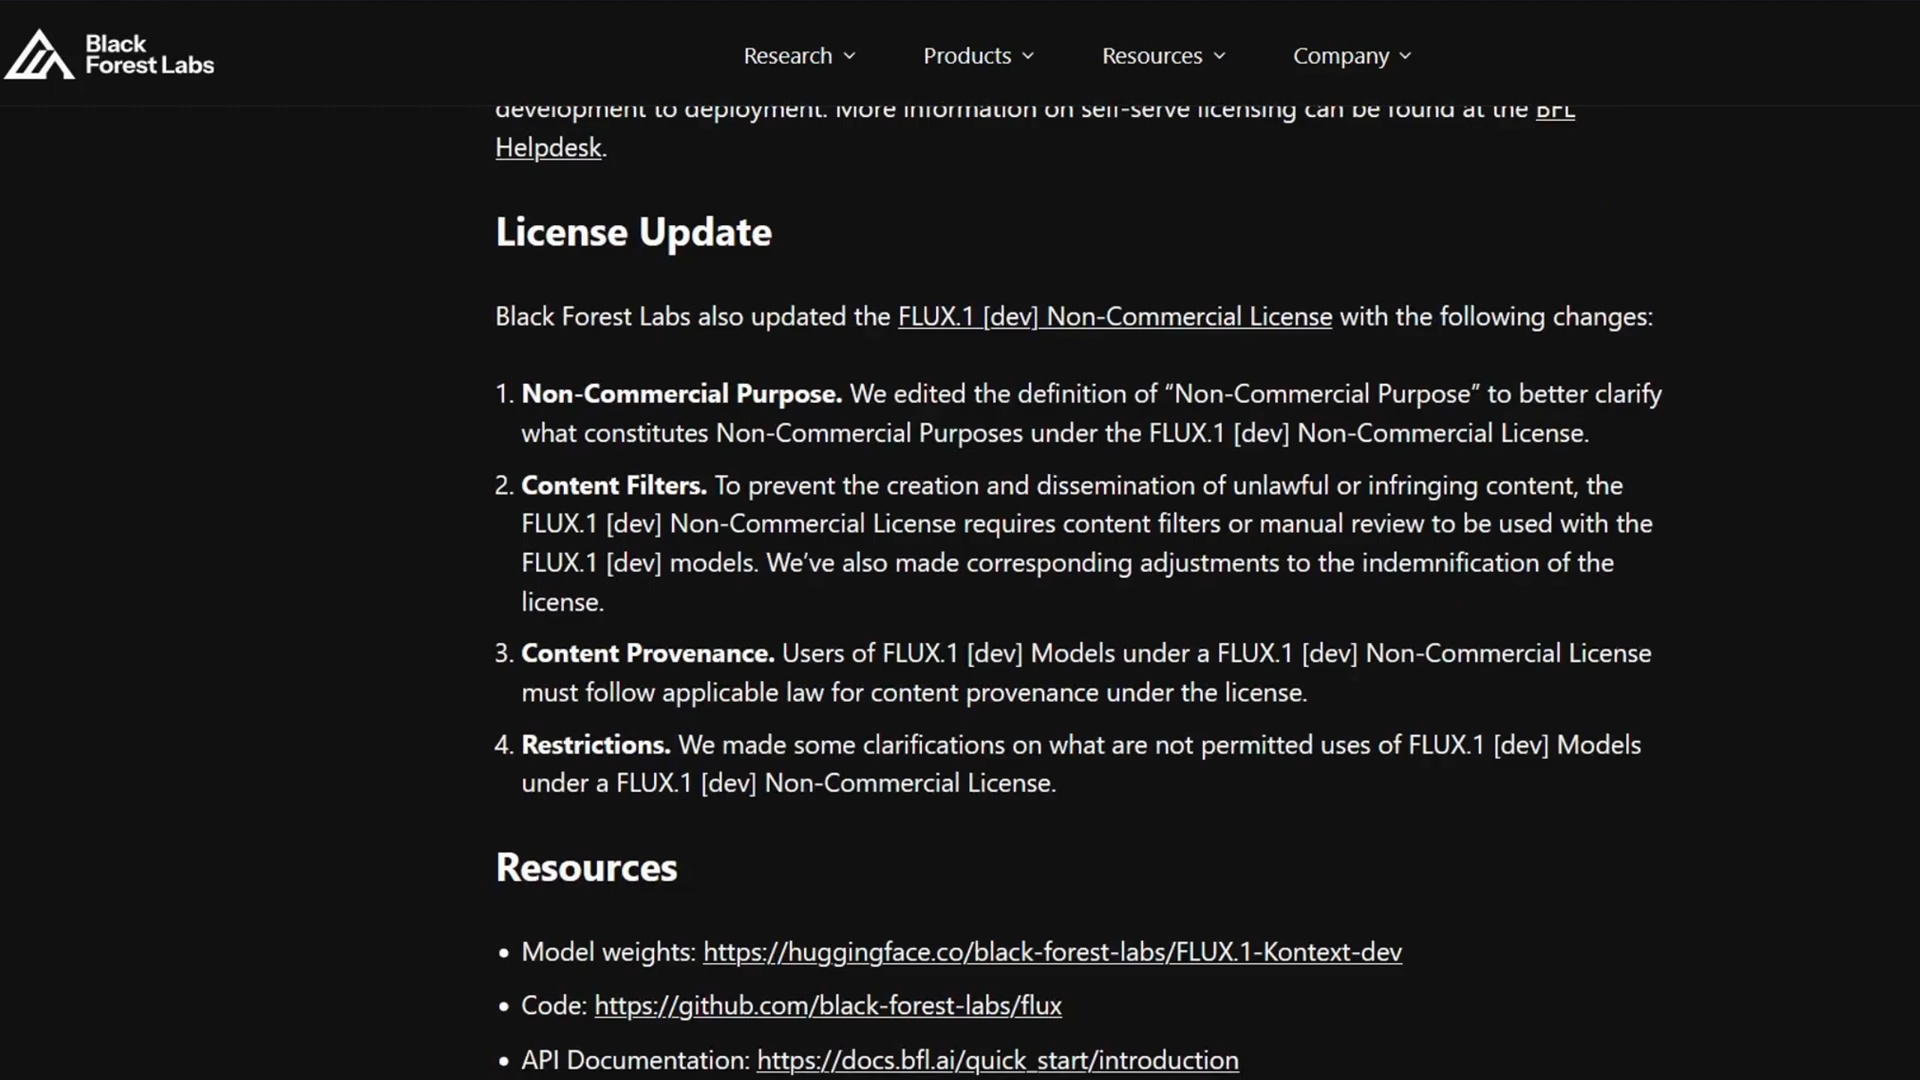 Black
Forest Labs
Research
Products
Resources
Company
development to deployment. More information on self-serve licensing can be found at the BFL
Helpdesk.
License Update
Black Forest Labs also updated the FLUX.1 [dev] Non-Commercial License with the following changes:
1. Non-Commercial Purpose. We edited the definition of “Non-Commercial Purpose” to better clarify
what constitutes Non-Commercial Purposes under the FLUX.1 [dev] Non-Commercial License.
2. Content Filters. To prevent the creation and dissemination of unlawful or infringing content, the
FLUX.1 [dev] Non-Commercial License requires content filters or manual review to be used with the
FLUX.1 [dev] models. We’ve also made corresponding adjustments to the indemnification of the
license.
3. Content Provenance. Users of FLUX.1 [dev] Models under a FLUX.1 [dev] Non-Commercial License
must follow applicable law for content provenance under the license.
4. Restrictions. We made some clarifications on what are not permitted uses of FLUX.1 [dev] Models
under a FLUX.1 [dev] Non-Commercial License.
Resources
• Model weights: https://huggingface.co/black-forest-labs/FLUX.1-Kontext-dev
• Code: https://github.com/black-forest-labs/flux
• API Documentation: https://docs.bfl.ai/quick_start/introduction